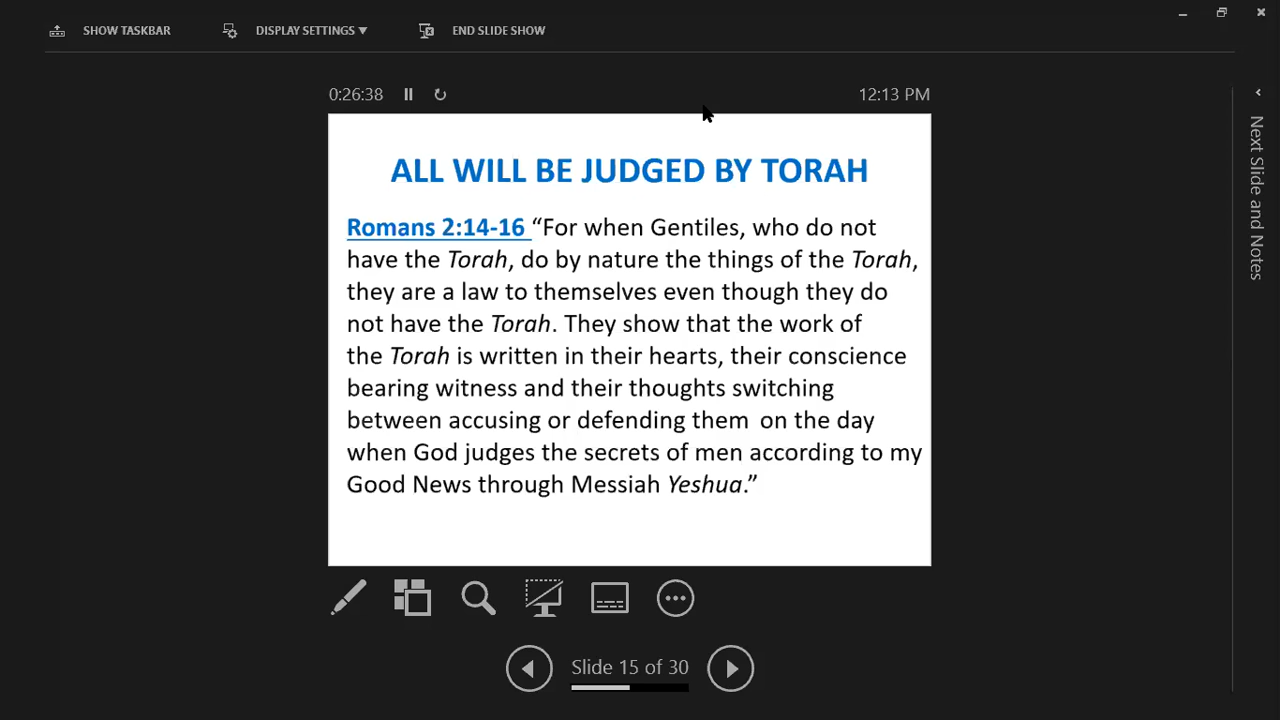 SHOW TASKBAR DISPLAY SETTINGS ▼ END SLIDE SHOW
0:26:38 12:13 PM
ALL WILL BE JUDGED BY TORAH
Romans 2:14-16 “For when Gentiles, who do not
have the Torah, do by nature the things of the Torah,
they are a law to themselves even though they do
not have the Torah. They show that the work of
the Torah is written in their hearts, their conscience
bearing witness and their thoughts switching
between accusing or defending them on the day
when God judges the secrets of men according to my
Good News through Messiah Yeshua.”
Slide 15 of 30
Next Slide and Notes